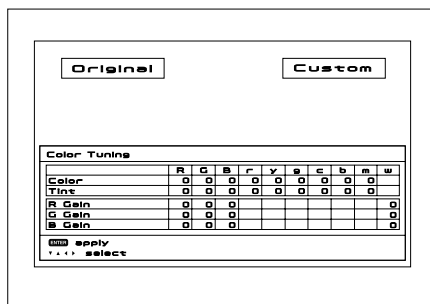 Original Custom
Color Tuning
R G B r y g c b m w
Color 0 0 0 0 0 0 0 0 0
Tint 0 0 0 0 0 0 0 0 0
R Gain 0 0 0 0
G Gain 0 0 0 0
B Gain 0 0 0 0
ENTER apply
▼ ▲ ◄ ► select